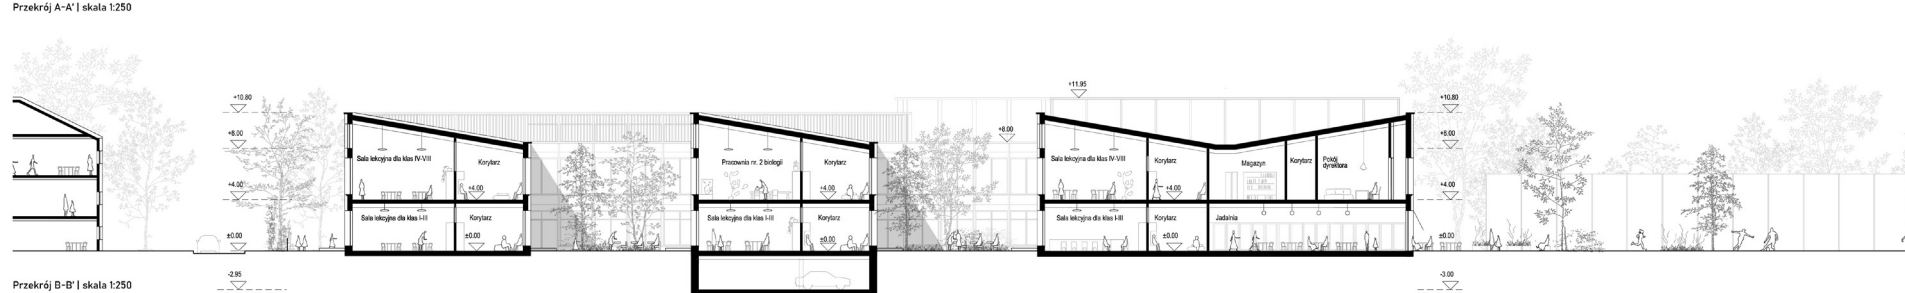 Przekrój A-A' | skala 1:250
+11.95
+10.80
+10.80
+8.00
+8.00
+8.00
Sala lekcyjna dla klas IV-VIII
Korytarz
Pracownia nr. 2 biologii
Korytarz
Sala lekcyjna dla klas IV-VIII
Korytarz
Magazyn
Korytarz
Pokój
dyrektora
+4.00
+4.00
+4.00
+4.00
+4.00
Sala lekcyjna dla klas I-III
Korytarz
Sala lekcyjna dla klas I-III
Korytarz
Sala lekcyjna dla klas I-III
Korytarz
Jadalnia
±0.00
±0.00
±0.00
±0.00
±0.00
-2.95
-3.00
Przekrój B-B' | skala 1:250